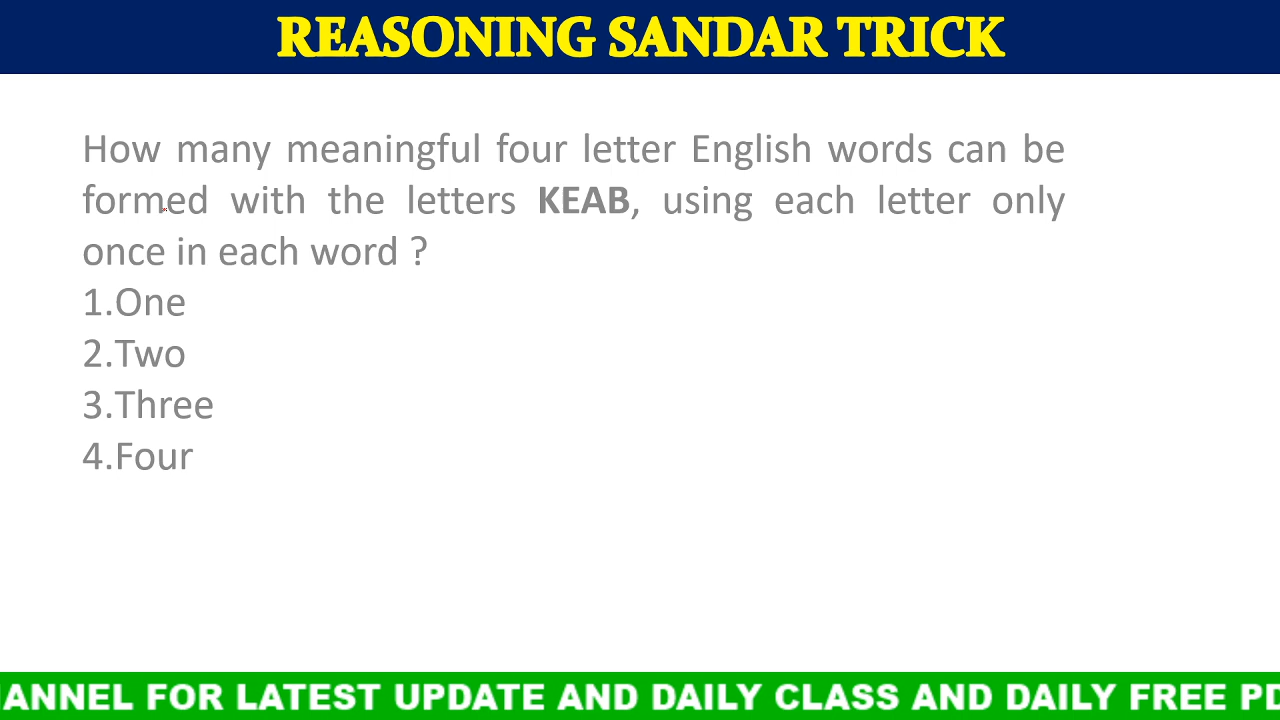 REASONING SANDAR TRICK
How many meaningful four letter English words can be
formed with the letters KEAB, using each letter only
once in each word ?
1.One
2.Two
3.Three
4.Four
ANNEL FOR LATEST UPDATE AND DAILY CLASS AND DAILY FREE PD